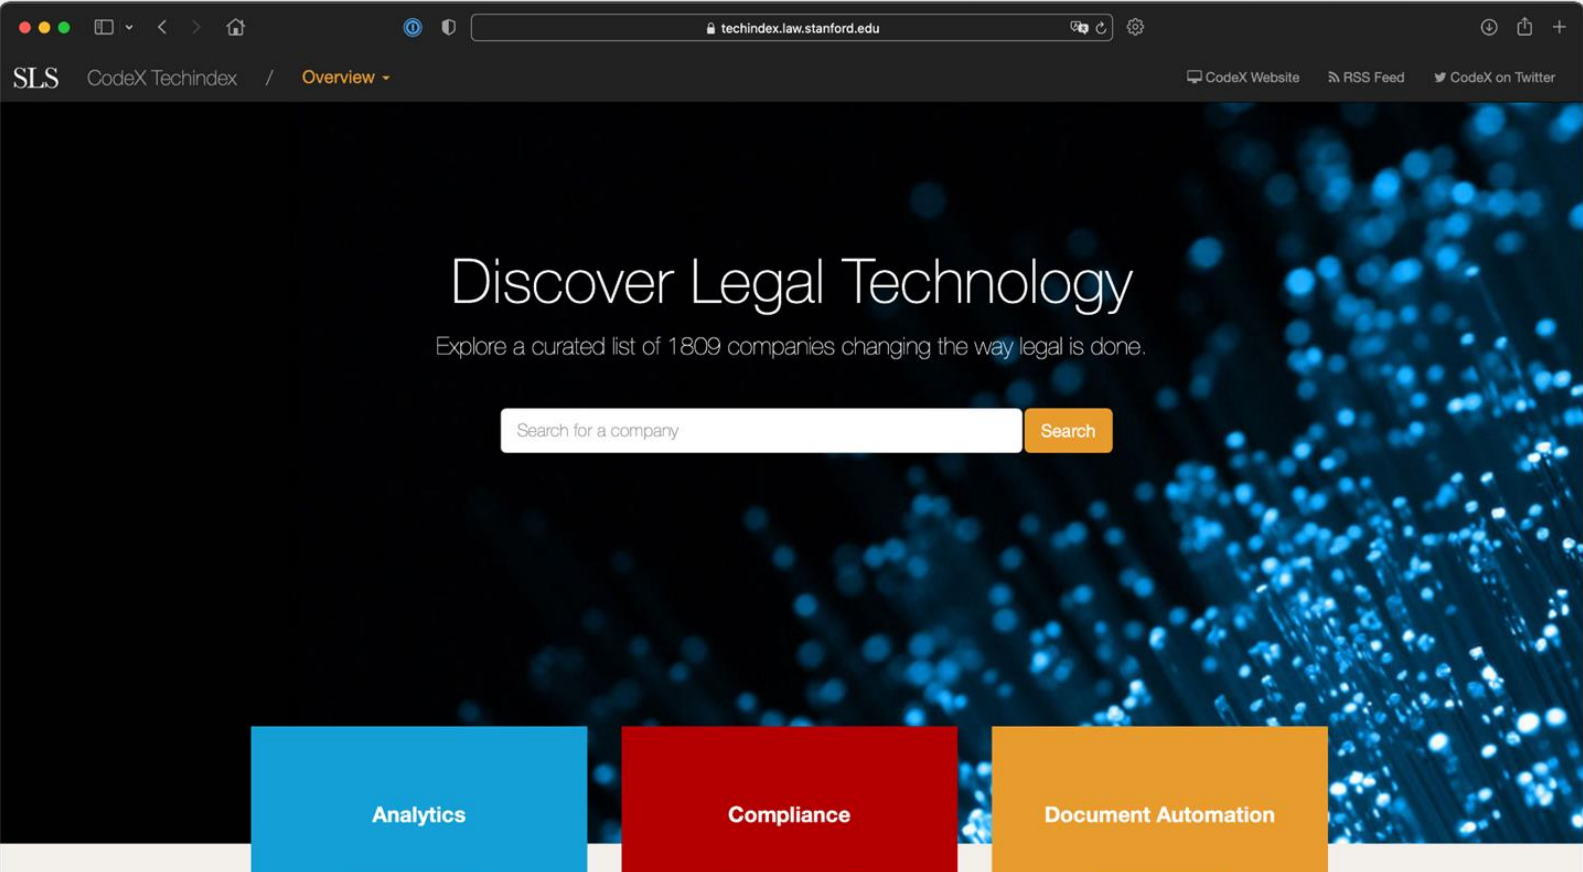 techindex.law.stanford.edu
SLS CodeX Techindex / Overview CodeX Website RSS Feed CodeX on Twitter
Discover Legal Technology
Explore a curated list of 1809 companies changing the way legal is done.
Search for a company Search
Analytics Compliance Document Automation